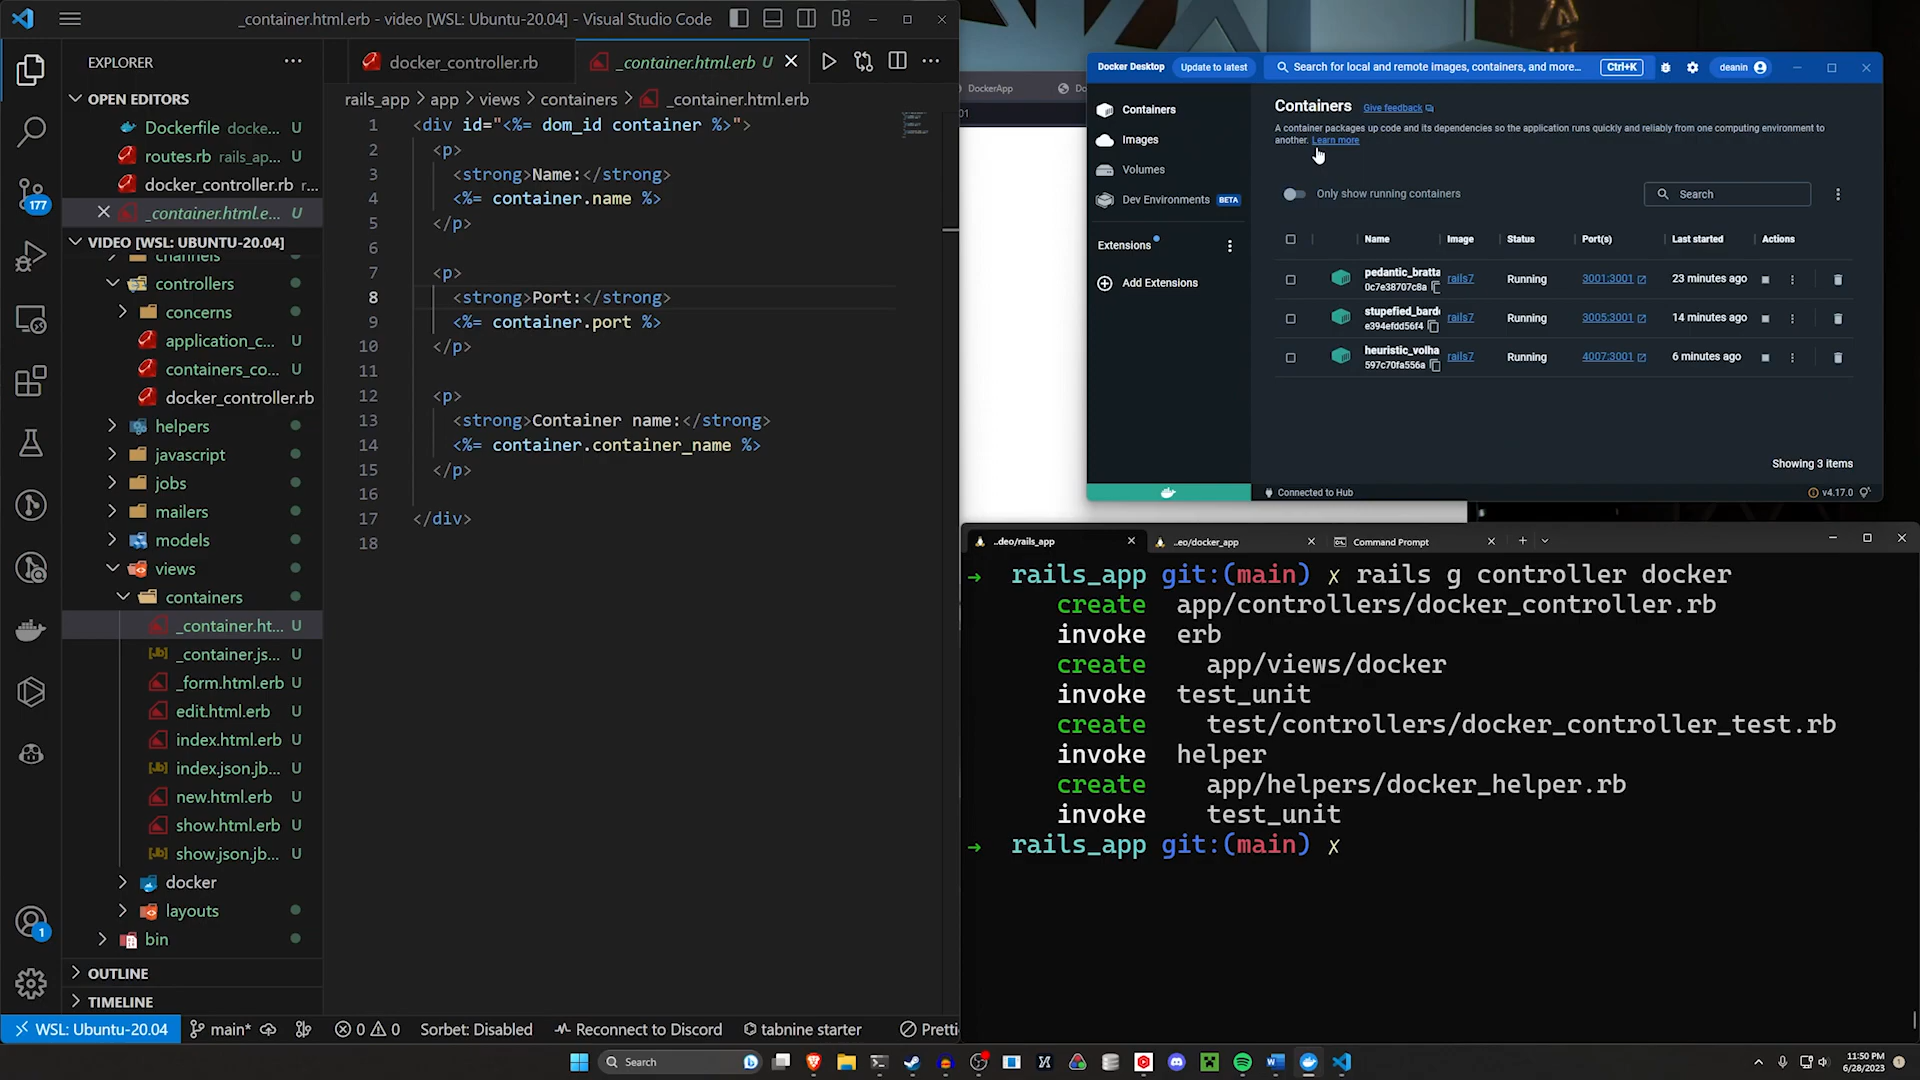 _container.html.erb - video [WSL: Ubuntu-20.04] - Visual Studio Code
EXPLORER
OPEN EDITORS
Dockerfile docke... U
routes.rb rails_ap... U
docker_controller.rb r...
_container.html.e... U
VIDEO [WSL: UBUNTU-20.04]
channels
controllers
concerns
application_c... U
containers_co... U
docker_controller.rb
helpers
javascript
jobs
mailers
models
views
containers
_container.ht... U
_container.js... U
_form.html.erb U
edit.html.erb U
index.html.erb U
index.json.jb... U
new.html.erb U
show.html.erb U
show.json.jb... U
docker
layouts
bin
OUTLINE
TIMELINE
177
1
docker_controller.rb
_container.html.erb U
rails_app > app > views > containers > _container.html.erb
1 <div id="<%= dom_id container %>">
2 <p>
3 <strong>Name:</strong>
4 <%= container.name %>
5 </p>
6
7 <p>
8 <strong>Port:</strong>
9 <%= container.port %>
10 </p>
11
12 <p>
13 <strong>Container name:</strong>
14 <%= container.container_name %>
15 </p>
16
17 </div>
18
WSL: Ubuntu-20.04 main* 0 0 Sorbet: Disabled Reconnect to Discord tabnine starter Pretti
DockerApp
Do
01
Docker Desktop Update to latest Search for local and remote images, containers, and more... Ctrl+K deanin
Containers
Images
Volumes
Dev Environments BETA
Extensions
Add Extensions
Containers Give feedback
A container packages up code and its dependencies so the application runs quickly and reliably from one computing environment to
another. Learn more
Only show running containers
Search
Name Image Status Port(s) Last started Actions
pedantic_bratta rails7 Running 3001:3001 23 minutes ago
0c7e38707c8a
stupefied_bard rails7 Running 3005:3001 14 minutes ago
e394efdd56f4
heuristic_volha rails7 Running 4007:3001 6 minutes ago
597c70fa556a
Showing 3 items
Connected to Hub
v4.17.0
..deo/rails_app
..eo/docker_app
Command Prompt
→ rails_app git:(main) x rails g controller docker
create app/controllers/docker_controller.rb
invoke erb
create app/views/docker
invoke test_unit
create test/controllers/docker_controller_test.rb
invoke helper
create app/helpers/docker_helper.rb
invoke test_unit
→ rails_app git:(main) x
Search
11:50 PM
6/28/2023